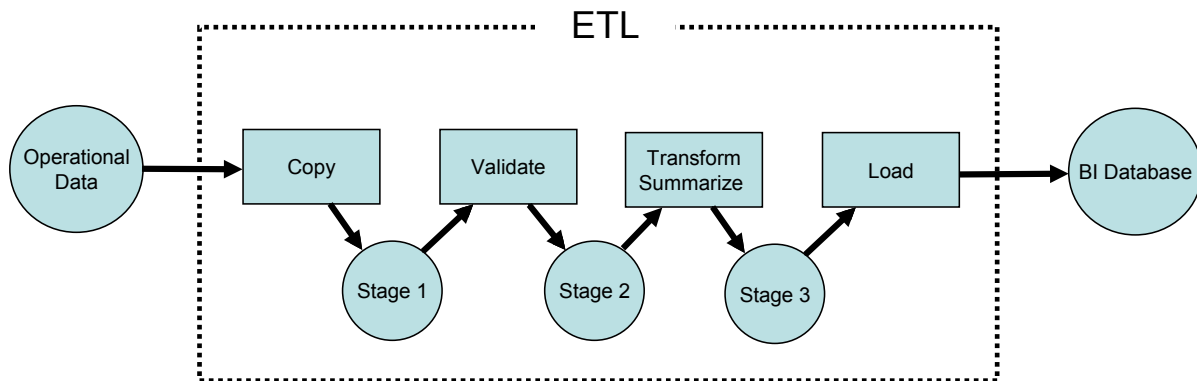 ETL
Operational
Data
Copy
Validate
Transform
Summarize
Load
BI Database
Stage 1
Stage 2
Stage 3